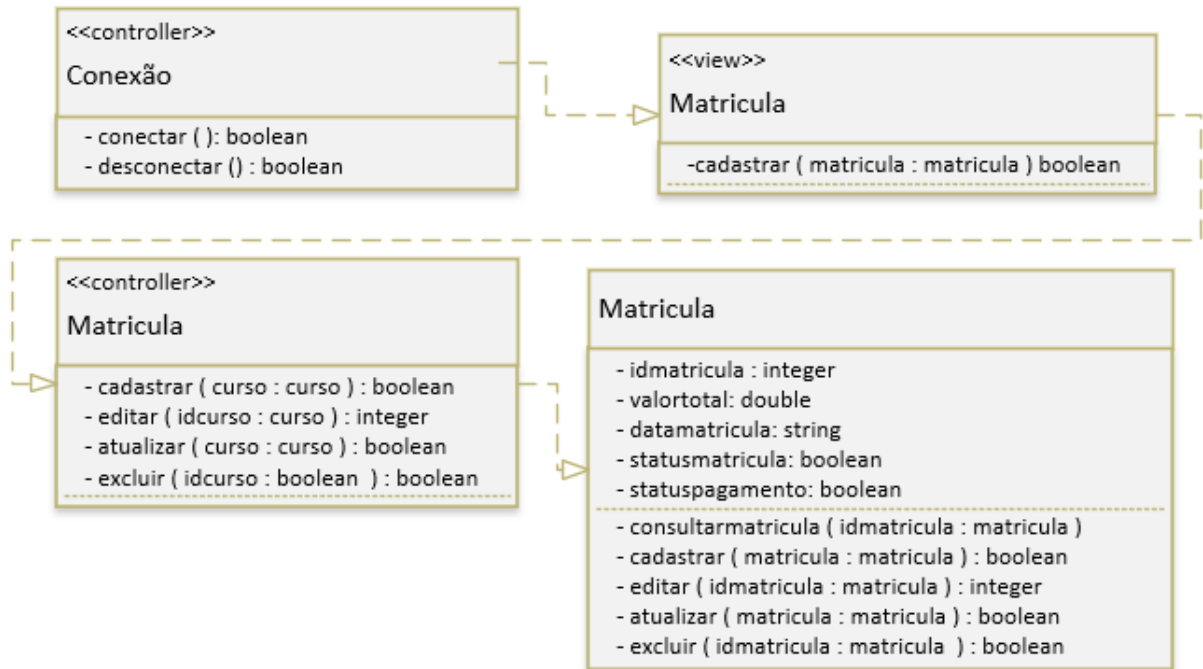 <<controller>>
Conexão
- conectar ( ): boolean
- desconectar () : boolean
<<view>>
Matricula
-cadastrar ( matricula : matricula ) boolean
<<controller>>
Matricula
- cadastrar ( curso : curso ) : boolean
- editar ( idcurso : curso ) : integer
- atualizar ( curso : curso ) : boolean
- excluir ( idcurso : boolean ) : boolean
Matricula
- idmatricula : integer
- valortotal: double
- datamatricula: string
- statusmatricula: boolean
- statuspagamento: boolean
- consultarmatricula ( idmatricula : matricula )
- cadastrar ( matricula : matricula ) : boolean
- editar ( idmatricula : matricula ) : integer
- atualizar ( matricula : matricula ) : boolean
- excluir ( idmatricula : matricula ) : boolean